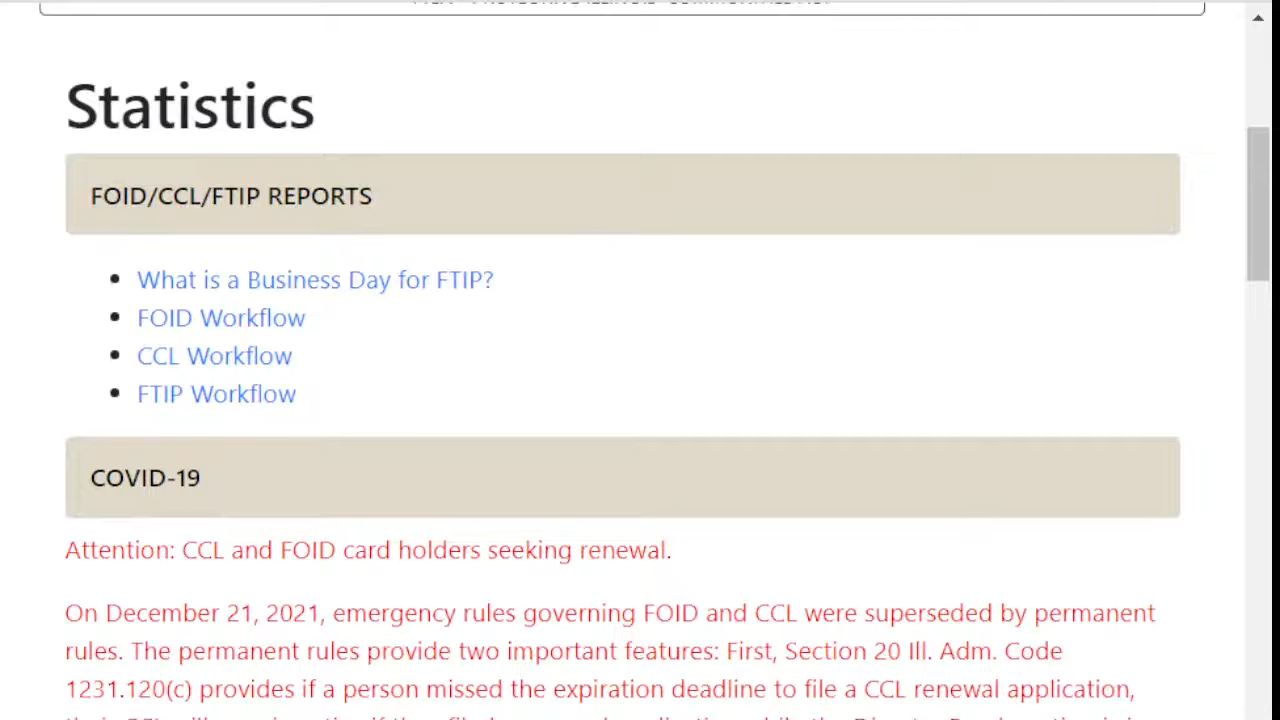 Statistics
FOID/CCL/FTIP REPORTS
What is a Business Day for FTIP?
FOID Workflow
CCL Workflow
FTIP Workflow
COVID-19
Attention: CCL and FOID card holders seeking renewal.
On December 21, 2021, emergency rules governing FOID and CCL were superseded by permanent
rules. The permanent rules provide two important features: First, Section 20 Ill. Adm. Code
1231.120(c) provides if a person missed the expiration deadline to file a CCL renewal application,